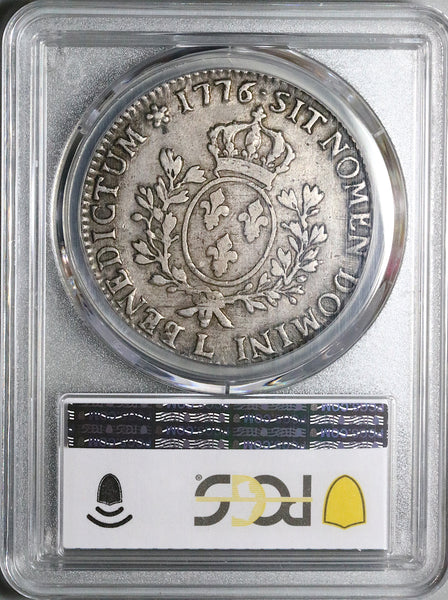 1776 · SIT NOMEN DOMINI L BENEDICTUM
PCGS
®